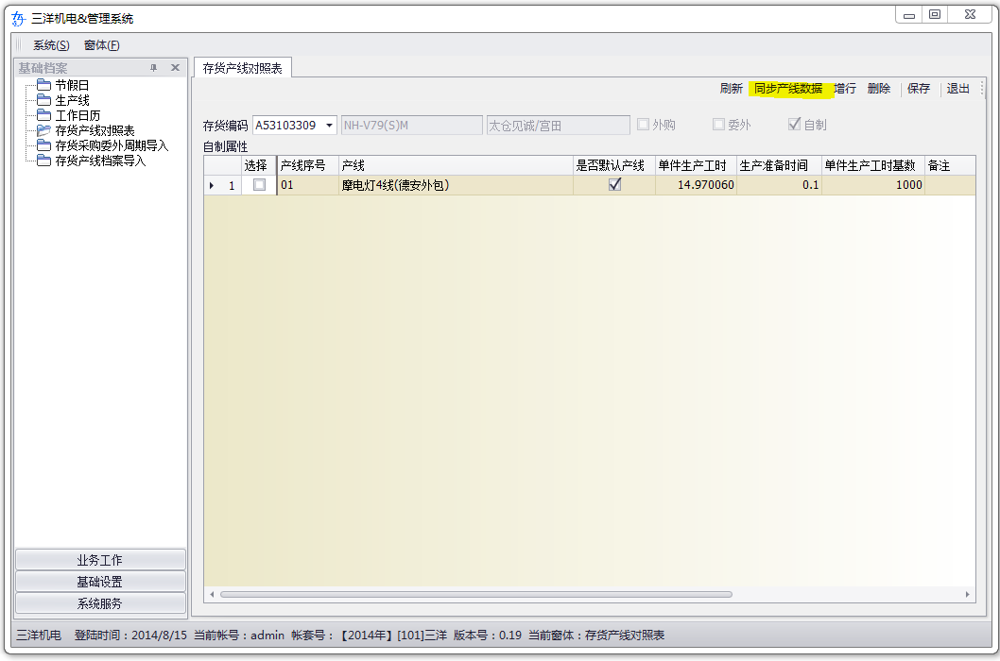 三洋机电&管理系统
系统(S) 窗体(F)
基础档案
节假日
生产线
工作日历
存货产线对照表
存货采购委外周期导入
存货产线档案导入
业务工作
基础设置
系统服务
存货产线对照表
刷新 同步产线数据 增行 删除 保存 退出
存货编码 A53103309 NH-V79(S)M 太仓见诚/宫田 外购 委外 自制
自制属性
选择 产线序号 产线 是否默认产线 单件生产工时 生产准备时间 单件生产工时基数 备注
1 01 摩电灯4线(德安外包) 14.970060 0.1 1000
三洋机电 登陆时间：2014/8/15 当前帐号：admin 帐套号：【2014年】[101]三洋 版本号：0.19 当前窗体：存货产线对照表